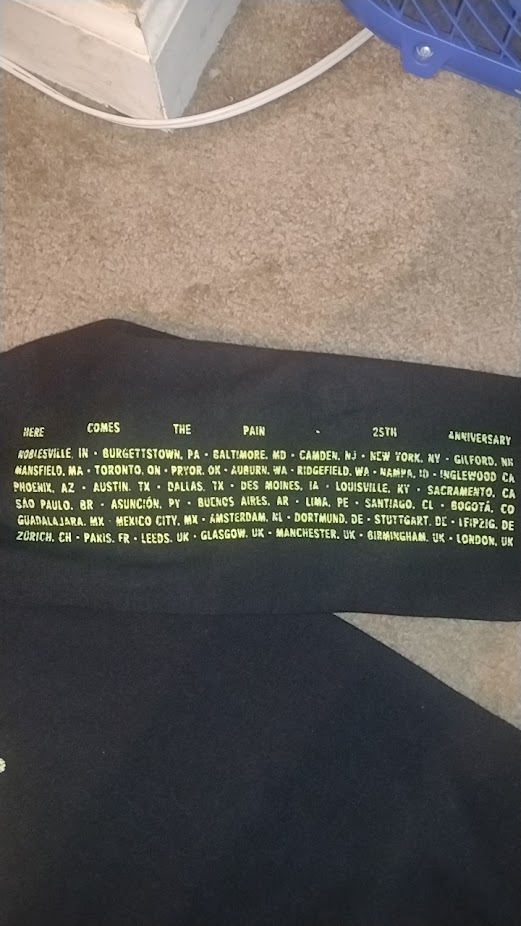 HERE COMES THE PAIN - 25TH ANNIVERSARY
NOBLESVILLE, IN • BURGETTSTOWN, PA • BALTIMORE, MD • CAMDEN, NJ • NEW YORK, NY • GILFORD, NH
MANSFIELD, MA • TORONTO, ON • PRYOR, OK • AUBURN, WA • RIDGEFIELD, WA • NAMPA, ID • INGLEWOOD CA
PHOENIX, AZ • AUSTIN, TX • DALLAS, TX • DES MOINES, IA • LOUISVILLE, KY • SACRAMENTO, CA
SÃO PAULO, BR • ASUNCIÓN, PY • BUENOS AIRES, AR • LIMA, PE • SANTIAGO, CL • BOGOTÁ, CO
GUADALAJARA, MX • MEXICO CITY, MX • AMSTERDAM, NL • DORTMUND, DE • STUTTGART, DE • LEIPZIG, DE
ZÜRICH, CH • PARIS, FR • LEEDS, UK • GLASGOW, UK • MANCHESTER, UK • BIRMINGHAM, UK • LONDON, UK